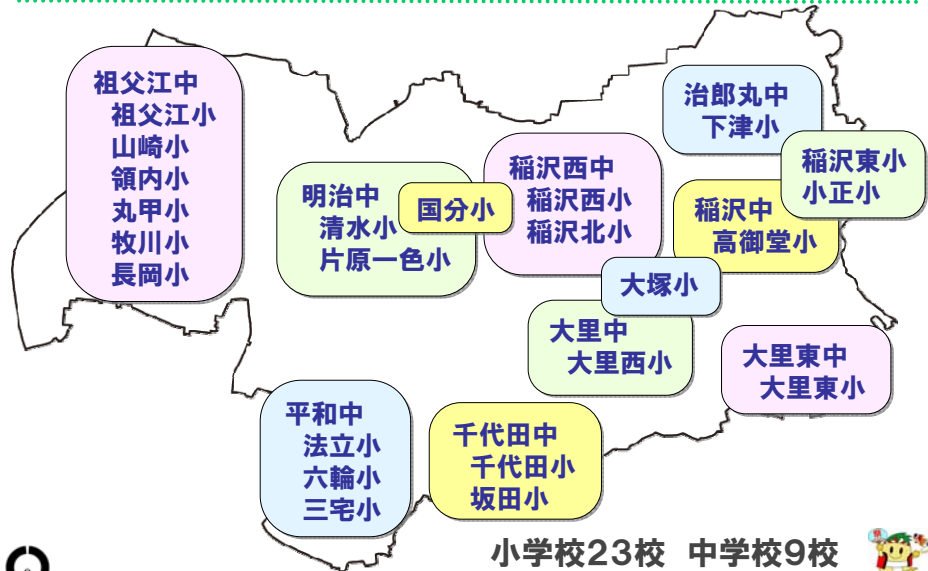 祖父江中
祖父江小
山崎小
領内小
丸甲小
牧川小
長岡小
明治中
清水小
片原一色小
国分小
稲沢西中
稲沢西小
稲沢北小
治郎丸中
下津小
稲沢東小
小正小
稲沢中
高御堂小
大塚小
大里中
大里西小
大里東中
大里東小
平和中
法立小
六輪小
三宅小
千代田中
千代田小
坂田小
小学校23校 中学校9校